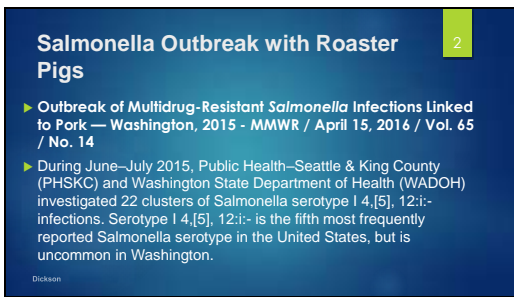 Salmonella Outbreak with Roaster
Pigs
2
Outbreak of Multidrug-Resistant Salmonella Infections Linked
to Pork — Washington, 2015 - MMWR / April 15, 2016 / Vol. 65
/ No. 14
During June–July 2015, Public Health–Seattle & King County
(PHSKC) and Washington State Department of Health (WADOH)
investigated 22 clusters of Salmonella serotype I 4,[5], 12:i:-
infections. Serotype I 4,[5], 12:i:- is the fifth most frequently
reported Salmonella serotype in the United States, but is
uncommon in Washington.
Dickson